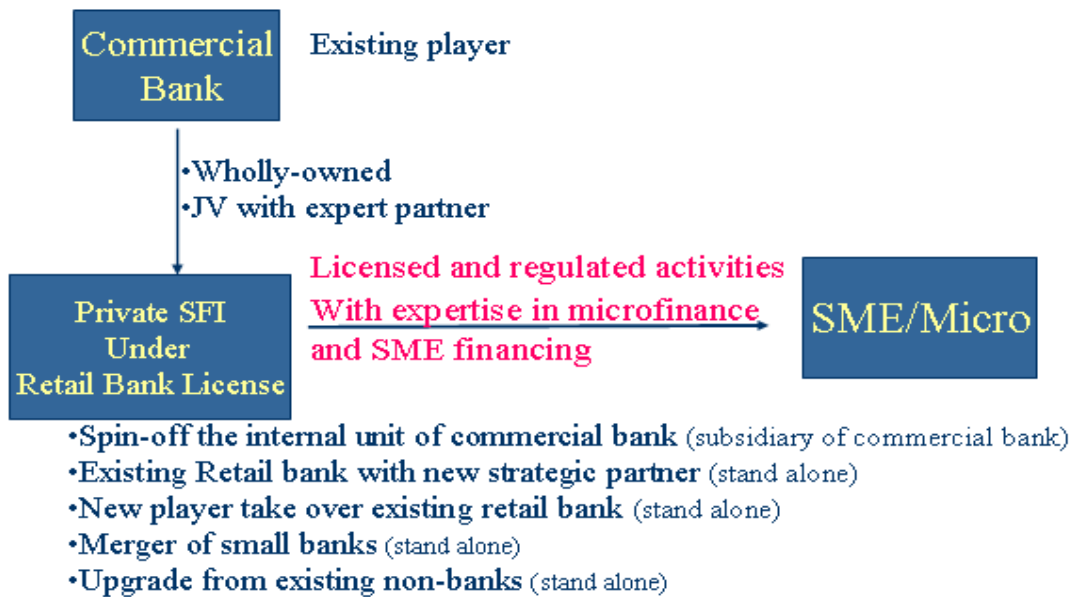 Commercial
Bank
Existing player
•Wholly-owned
•JV with expert partner
Private SFI
Under
Retail Bank License
Licensed and regulated activities
With expertise in microfinance
and SME financing
SME/Micro
•Spin-off the internal unit of commercial bank (subsidiary of commercial bank)
•Existing Retail bank with new strategic partner (stand alone)
•New player take over existing retail bank (stand alone)
•Merger of small banks (stand alone)
•Upgrade from existing non-banks (stand alone)